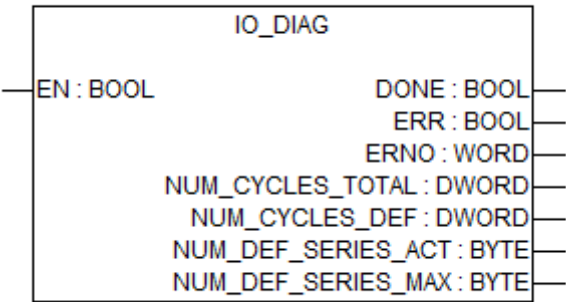 IO_DIAG
EN : BOOL DONE : BOOL
ERR : BOOL
ERNO : WORD
NUM_CYCLES_TOTAL : DWORD
NUM_CYCLES_DEF : DWORD
NUM_DEF_SERIES_ACT : BYTE
NUM_DEF_SERIES_MAX : BYTE